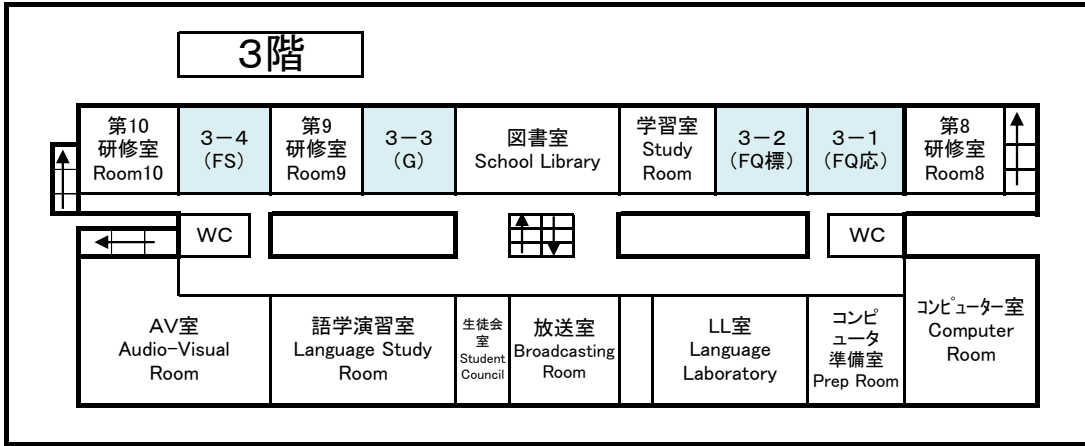 3階
第10
研修室
Room10
3-4
(FS)
第9
研修室
Room9
3-3
(G)
図書室
School Library
学習室
Study
Room
3-2
(FQ標)
3-1
(FQ応)
第8
研修室
Room8
WC
WC
AV室
Audio-Visual
Room
語学演習室
Language Study
Room
生徒会
室
Student
Council
放送室
Broadcasting
Room
LL室
Language
Laboratory
コンピ
ュータ
準備室
Prep Room
コンピューター室
Computer
Room